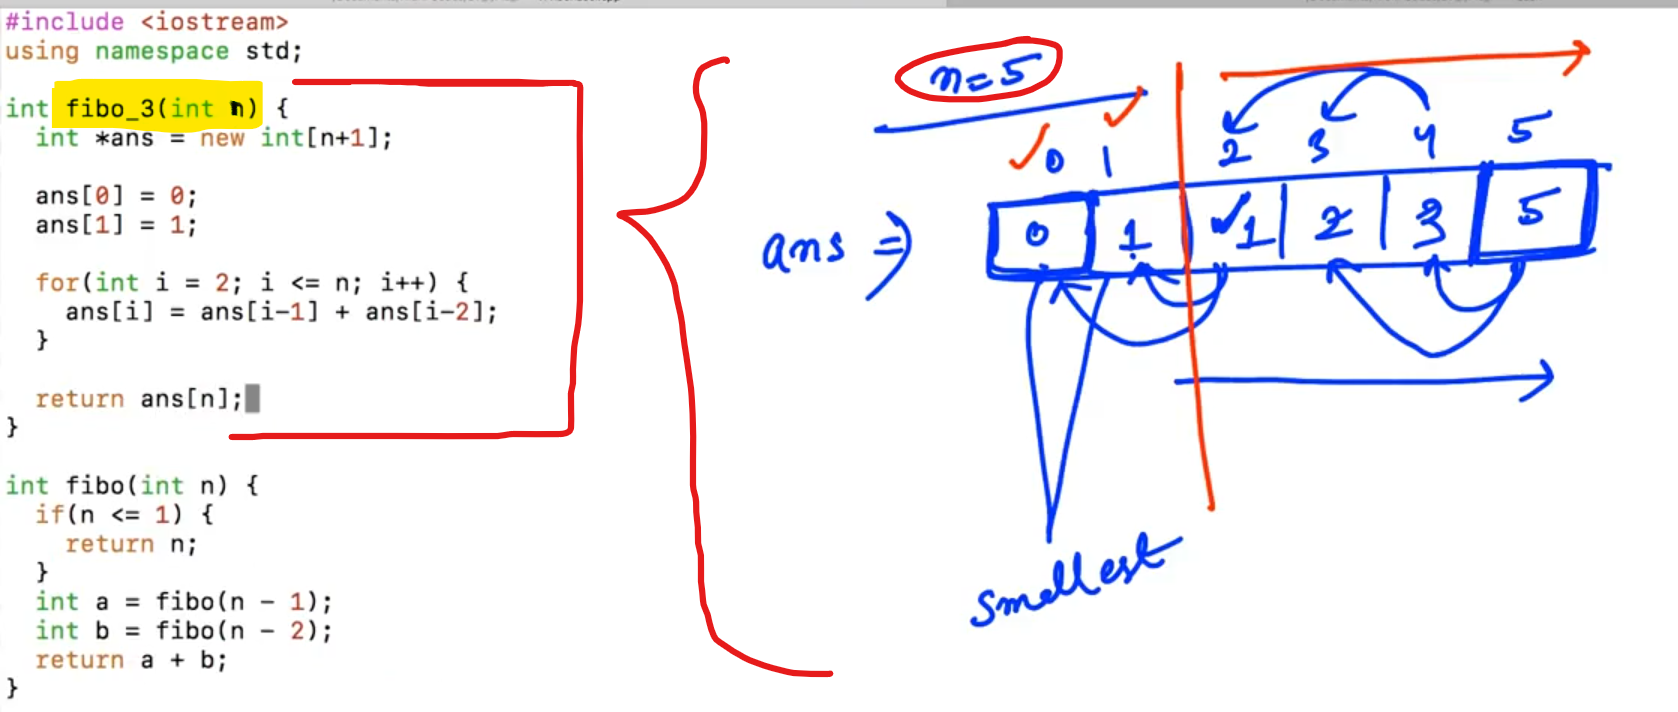 #include <iostream>
using namespace std;
int fibo_3(int n) {
int *ans = new int[n+1];
ans[0] = 0;
ans[1] = 1;
for(int i = 2; i <= n; i++) {
ans[i] = ans[i-1] + ans[i-2];
}
return ans[n];
}
int fibo(int n) {
if(n <= 1) {
return n;
}
int a = fibo(n - 1);
int b = fibo(n - 2);
return a + b;
}
n=5
0 1 2 3 4 5
ans ⇒ 0 1 1 2 3 5
smallest